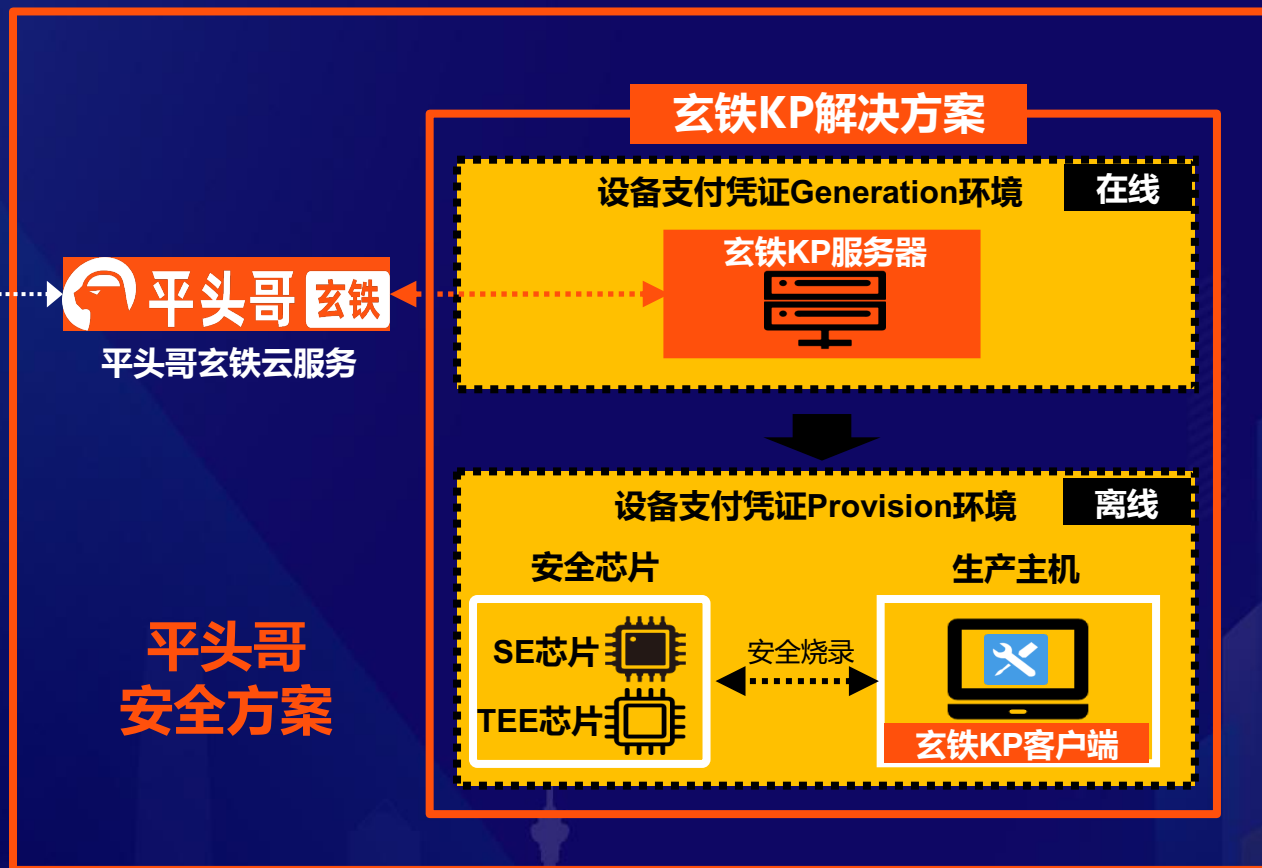 玄铁KP解决方案
设备支付凭证Generation环境
在线
玄铁KP服务器
平头哥 玄铁
平头哥玄铁云服务
设备支付凭证Provision环境
离线
安全芯片
生产主机
SE芯片
安全烧录
TEE芯片
玄铁KP客户端
平头哥
安全方案